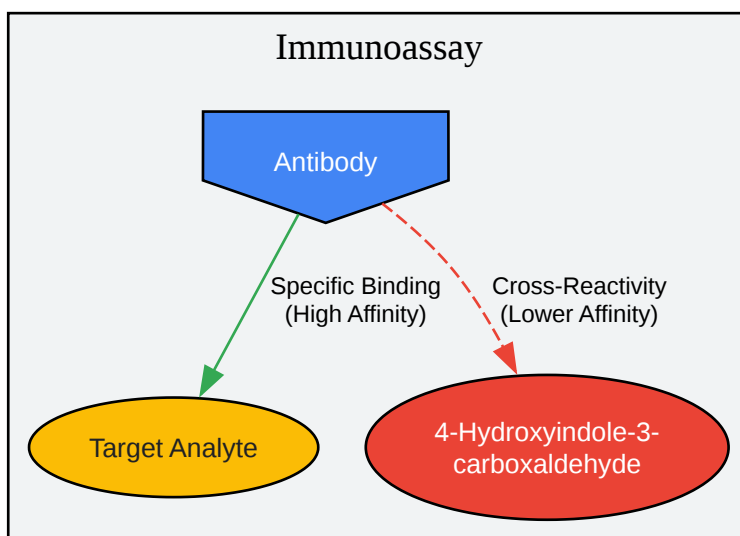 Immunoassay
Antibody
Specific Binding
(High Affinity)
Cross-Reactivity
(Lower Affinity)
Target Analyte
4-Hydroxyindole-3-
carboxaldehyde